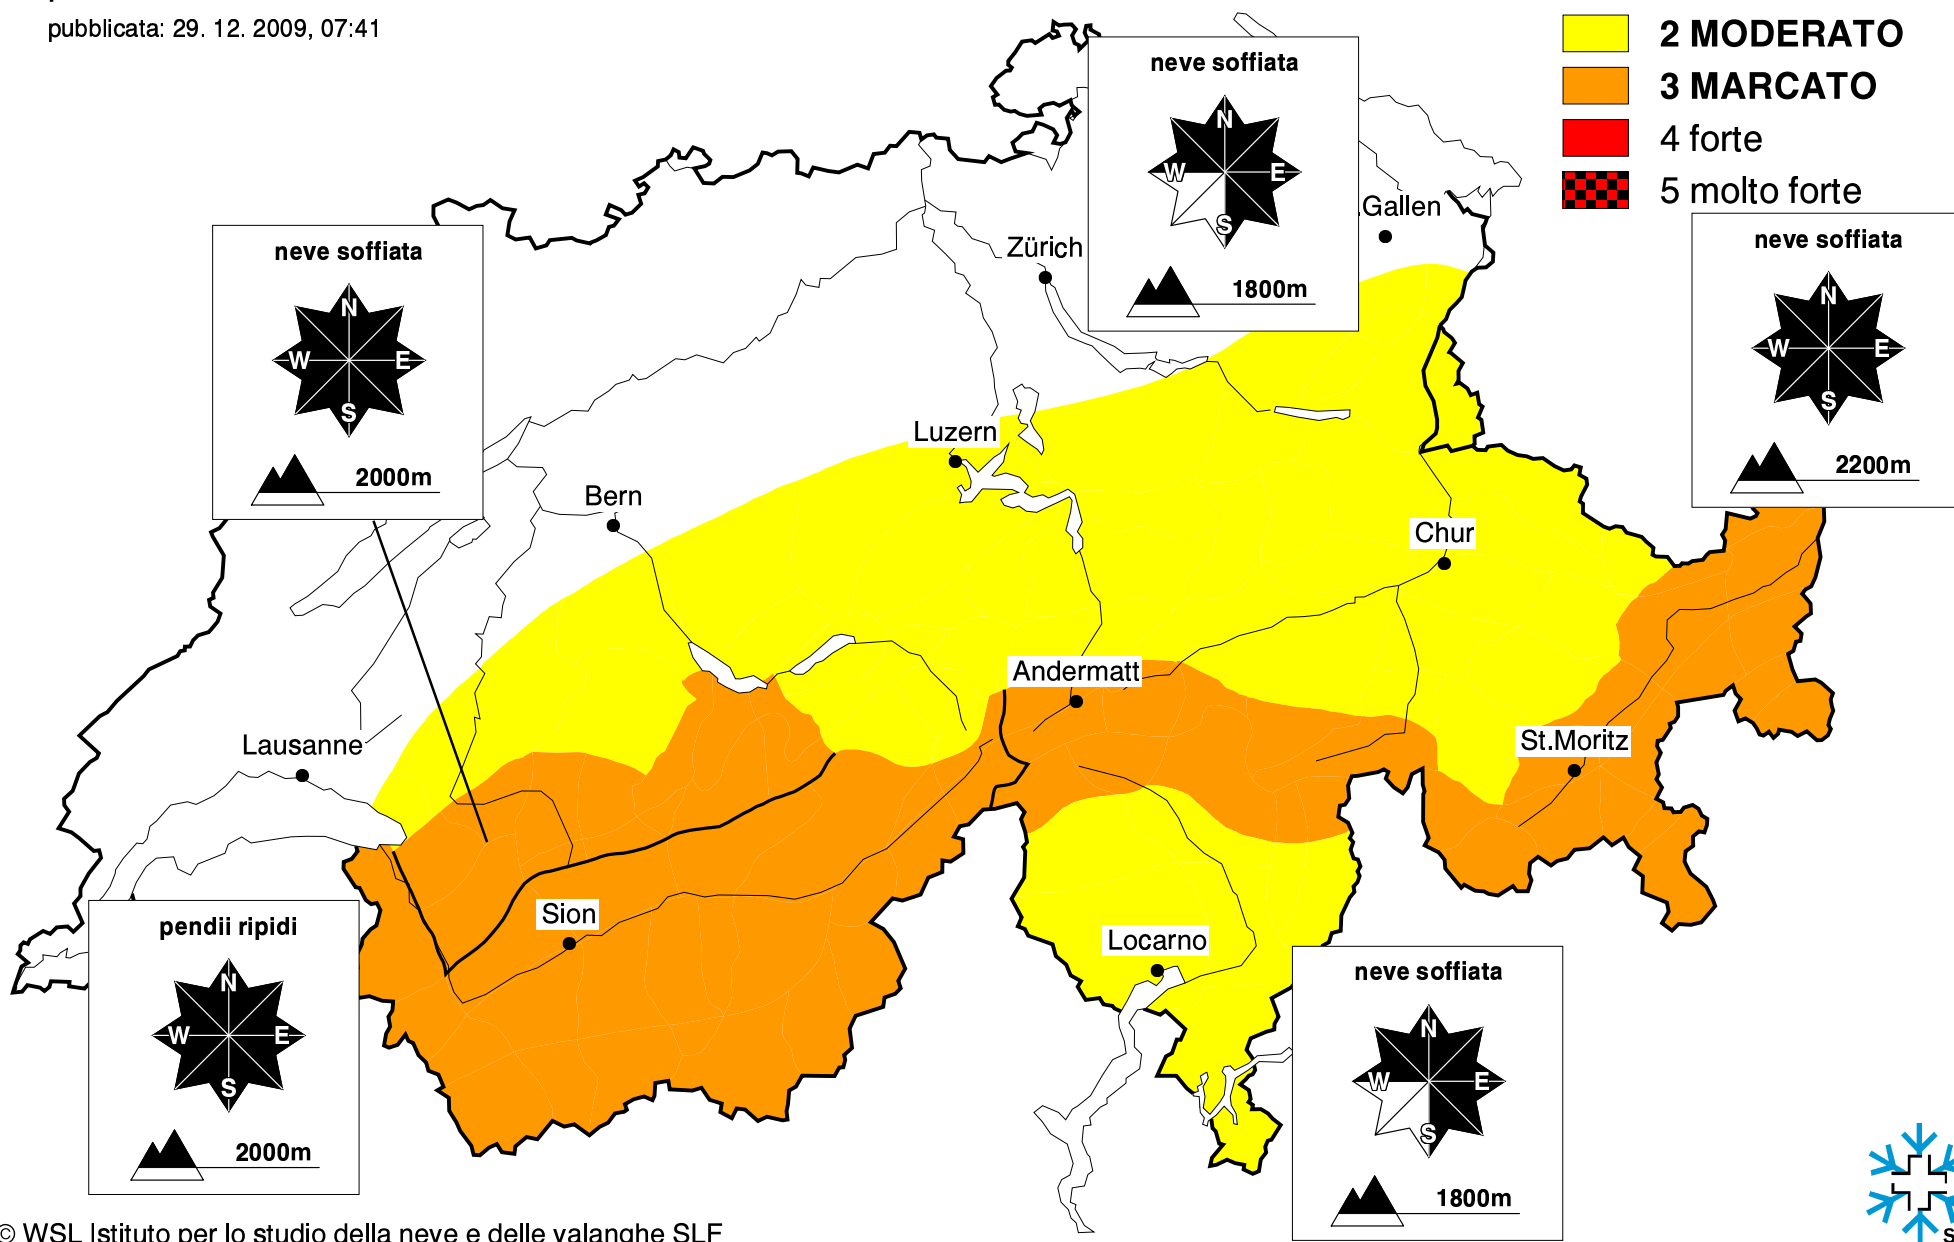 pubblicata: 29. 12. 2009, 07:41
2 MODERATO
3 MARCATO
4 forte
5 molto forte
neve soffiata
N
W E
S
1800m
neve soffiata
N
W E
S
2000m
neve soffiata
N
W E
S
2200m
.Gallen
Zürich
Luzern
Bern
Chur
Andermatt
Lausanne
St.Moritz
Sion
Locarno
pendii ripidi
N
W E
S
2000m
neve soffiata
N
W E
S
1800m
© WSL Istituto per lo studio della neve e delle valanghe SLF
S